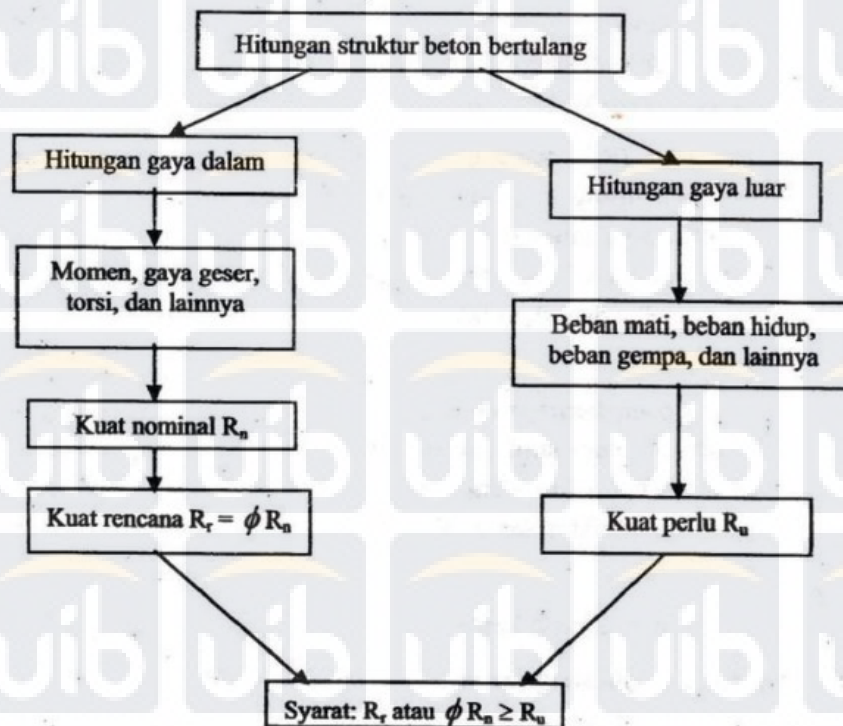 Hitungan struktur beton bertulang
Hitungan gaya dalam
Hitungan gaya luar
Momen, gaya geser,
torsi, dan lainnya
Beban mati, beban hidup,
beban gempa, dan lainnya
Kuat nominal Rₙ
Kuat rencana Rᵣ = ϕ Rₙ
Kuat perlu Rᵤ
Syarat: Rᵣ atau ϕ Rₙ ≥ Rᵤ
uib